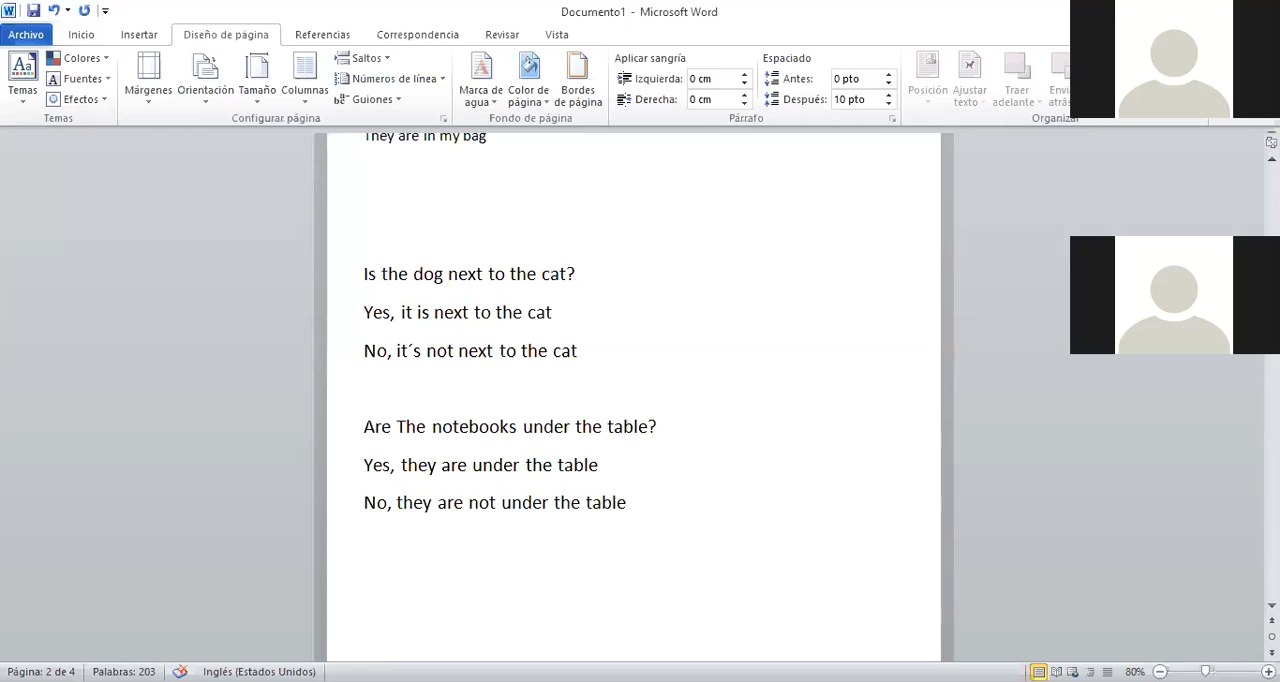 Documento1 - Microsoft Word
Archivo Inicio Insertar Diseño de página Referencias Correspondencia Revisar Vista
Temas Colores Fuentes Efectos
Temas
Márgenes Orientación Tamaño Columnas Saltos Números de línea Guiones
Configurar página
Marca de agua Color de página Bordes de página
Fondo de página
Aplicar sangría Espaciado
Izquierda: 0 cm Antes: 0 pto
Derecha: 0 cm Después: 10 pto
Párrafo
Posición Ajustar texto Traer adelante
They are in my bag
Is the dog next to the cat?
Yes, it is next to the cat
No, it´s not next to the cat
Are The notebooks under the table?
Yes, they are under the table
No, they are not under the table
Página: 2 de 4 Palabras: 203 Inglés (Estados Unidos) 80%